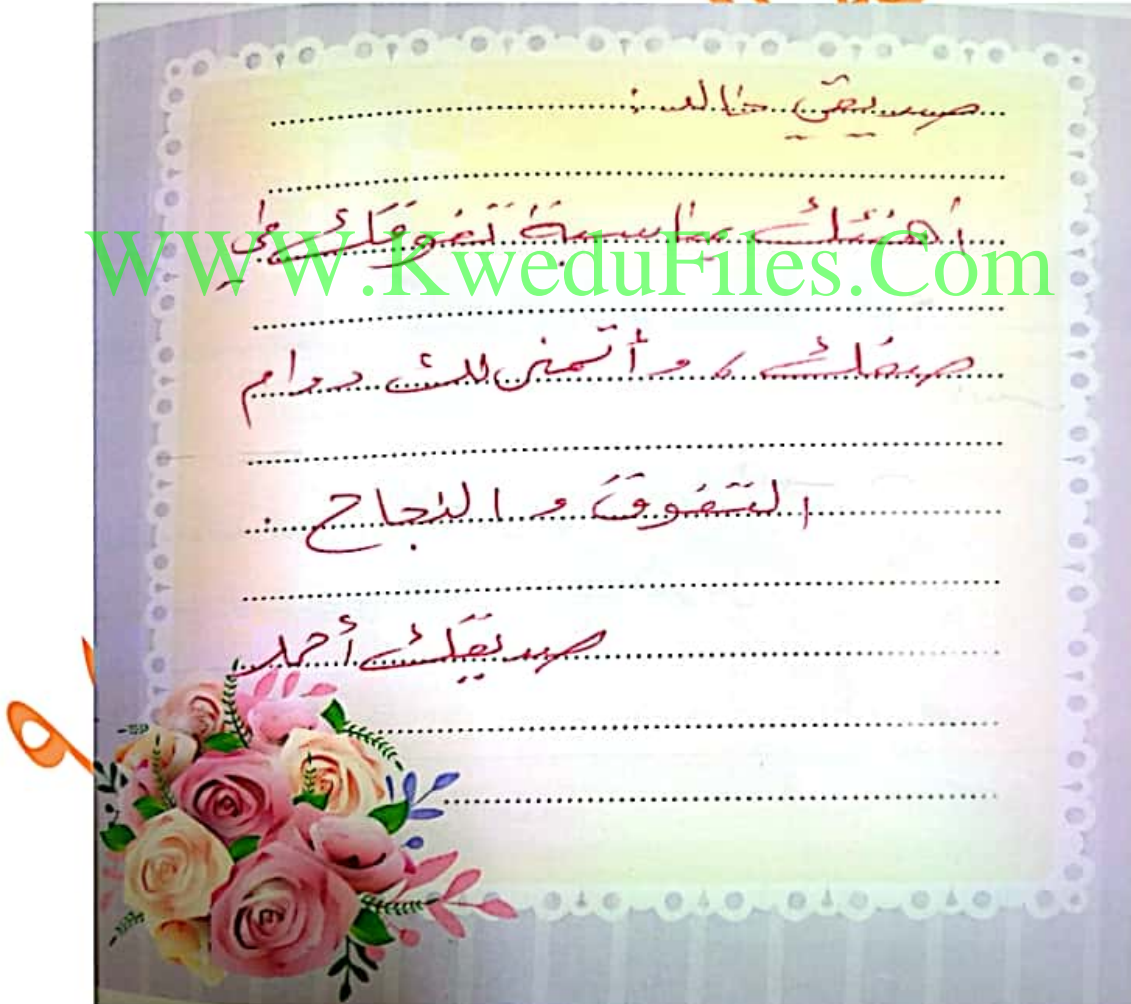 صديقي خالد :
أهنئك بمناسبة تفوقك في
WWW.KweduFiles.Com
صفك ، و أتمنى لك دوام
التفوق و النجاح .
صديقك أحمد